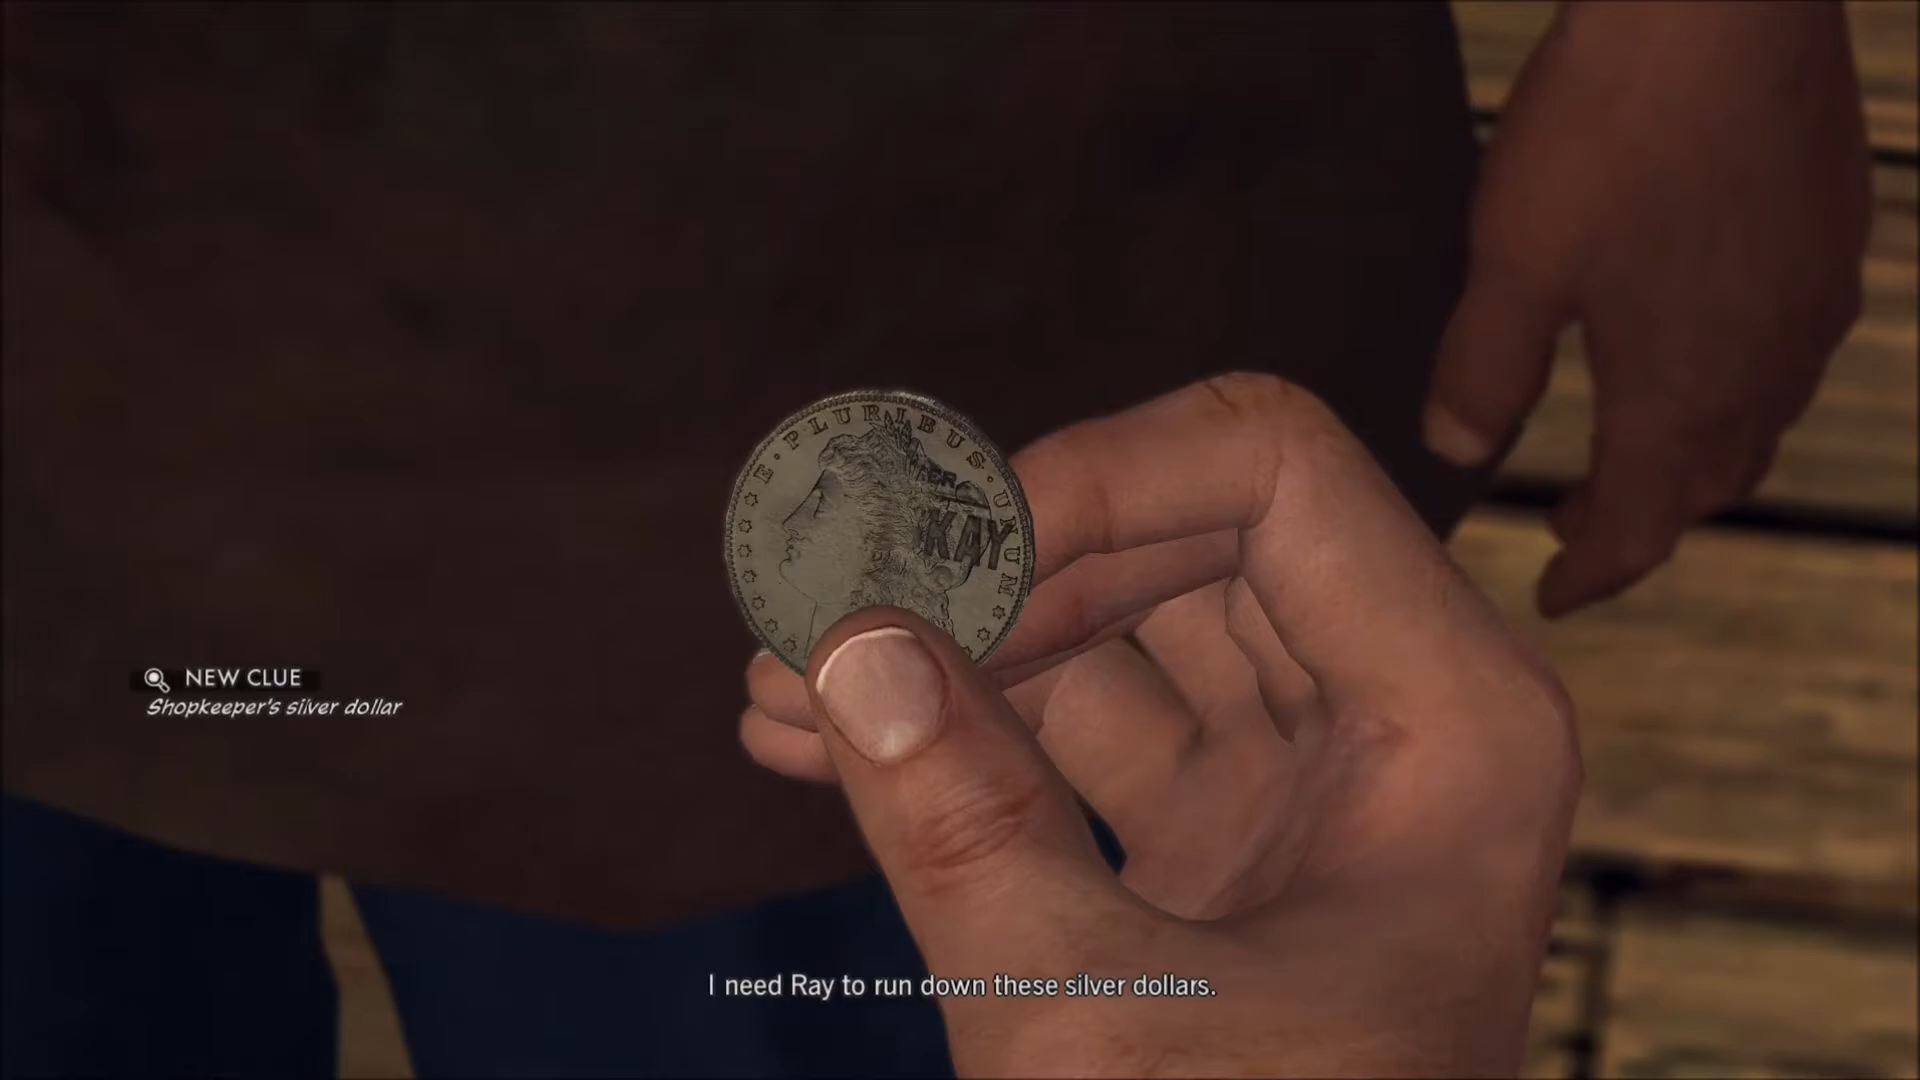 E·PLURIBUS·UNUM
KAY
NEW CLUE
Shopkeeper's silver dollar
I need Ray to run down these silver dollars.